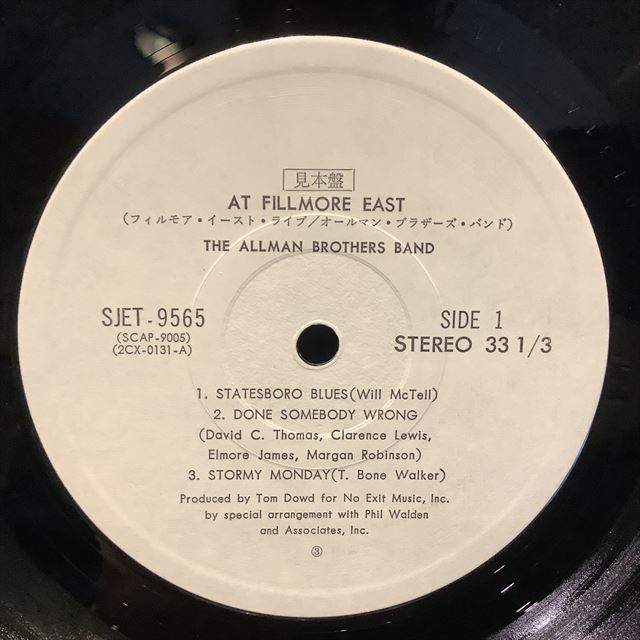 見本盤
AT FILLMORE EAST
(フィルモア・イースト・ライブ/オールマン・ブラザーズ・バンド)
THE ALLMAN BROTHERS BAND
SJET-9565
(SCAP-9005)
(2CX-0131-A)
SIDE 1
STEREO 33 1/3
1. STATESBORO BLUES(Will McTell)
2. DONE SOMEBODY WRONG
(David C. Thomas, Clarence Lewis,
Elmore James, Margan Robinson)
3. STORMY MONDAY(T. Bone Walker)
Produced by Tom Dowd for No Exit Music, Inc.
by special arrangement with Phil Walden
and Associates, Inc.
③